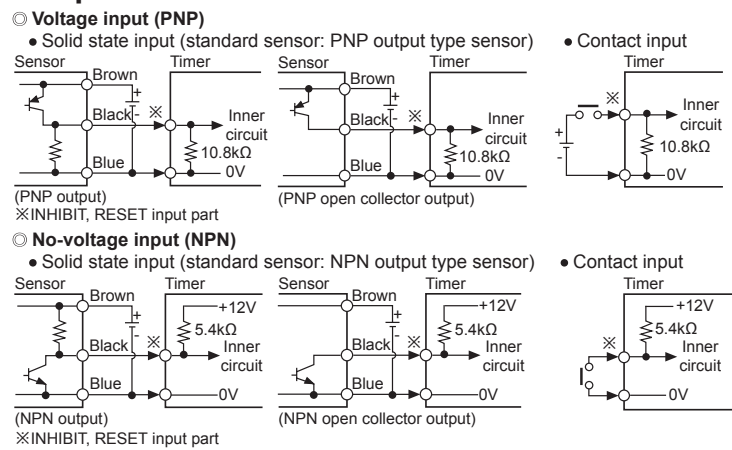 ◎ Voltage input (PNP)
● Solid state input (standard sensor: PNP output type sensor)
● Contact input
Sensor
Timer
Brown
+
-
Black
※
Inner
circuit
10.8kΩ
Blue
0V
(PNP output)
Sensor
Timer
Brown
+
-
Black
※
Inner
circuit
10.8kΩ
Blue
0V
(PNP open collector output)
Timer
※
+
-
Inner
circuit
10.8kΩ
0V
※INHIBIT, RESET input part
◎ No-voltage input (NPN)
● Solid state input (standard sensor: NPN output type sensor)
● Contact input
Sensor
Timer
Brown
+12V
+
-
5.4kΩ
Black
※
Inner
circuit
Blue
0V
(NPN output)
Sensor
Timer
Brown
+12V
+
-
5.4kΩ
Black
※
Inner
circuit
Blue
0V
(NPN open collector output)
Timer
+12V
5.4kΩ
※
Inner
circuit
0V
※INHIBIT, RESET input part